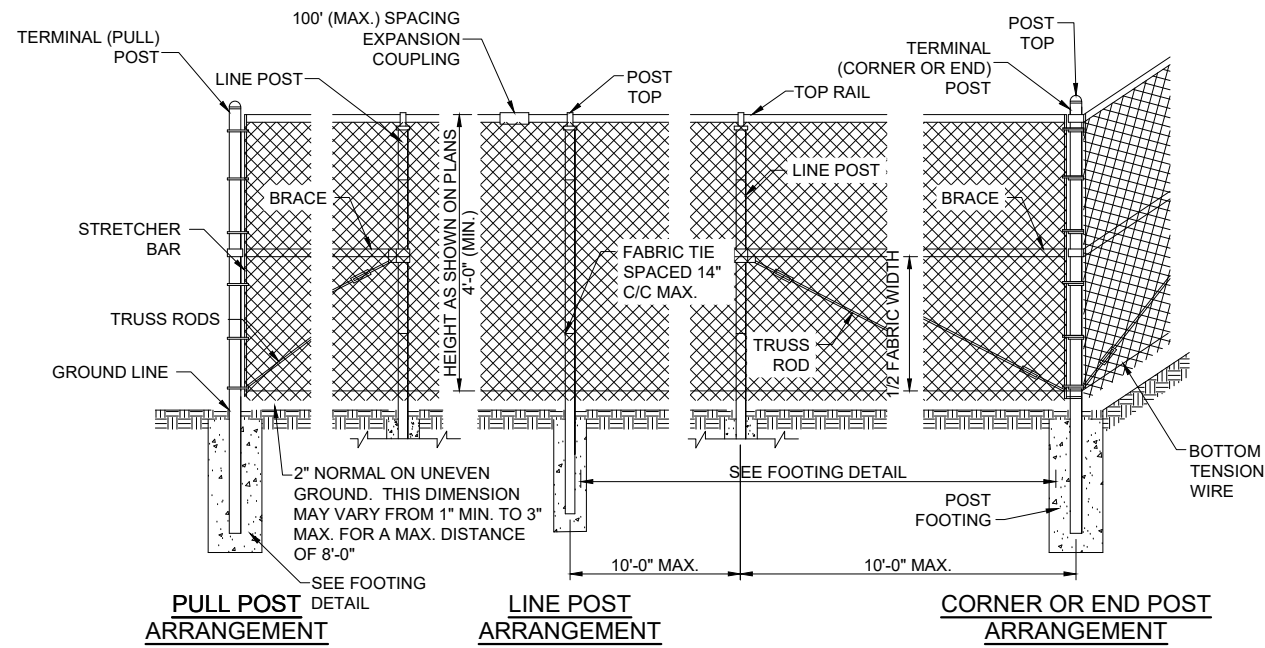 100' (MAX.) SPACING
EXPANSION
COUPLING
TERMINAL (PULL)
POST
LINE POST
POST
TOP
TOP RAIL
TERMINAL
(CORNER OR END)
POST
POST
TOP
HEIGHT AS SHOWN ON PLANS
4'-0" (MIN.)
LINE POST
BRACE
BRACE
STRETCHER
BAR
FABRIC TIE
SPACED 14"
C/C MAX.
1/2 FABRIC WIDTH
TRUSS RODS
TRUSS
ROD
GROUND LINE
BOTTOM
TENSION
WIRE
2" NORMAL ON UNEVEN
GROUND. THIS DIMENSION
MAY VARY FROM 1" MIN. TO 3"
MAX. FOR A MAX. DISTANCE
OF 8'-0"
SEE FOOTING DETAIL
POST
FOOTING
10'-0" MAX.
10'-0" MAX.
SEE FOOTING
DETAIL
PULL POST
ARRANGEMENT
LINE POST
ARRANGEMENT
CORNER OR END POST
ARRANGEMENT